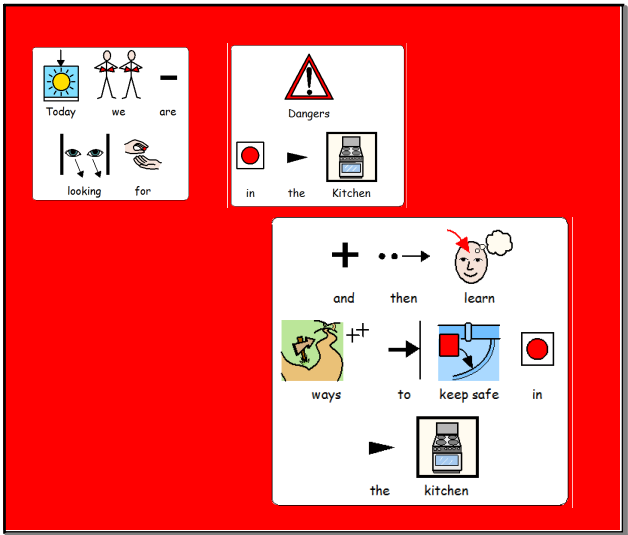 Today we are
looking for
Dangers
in the Kitchen
and then learn
ways to keep safe in
the kitchen